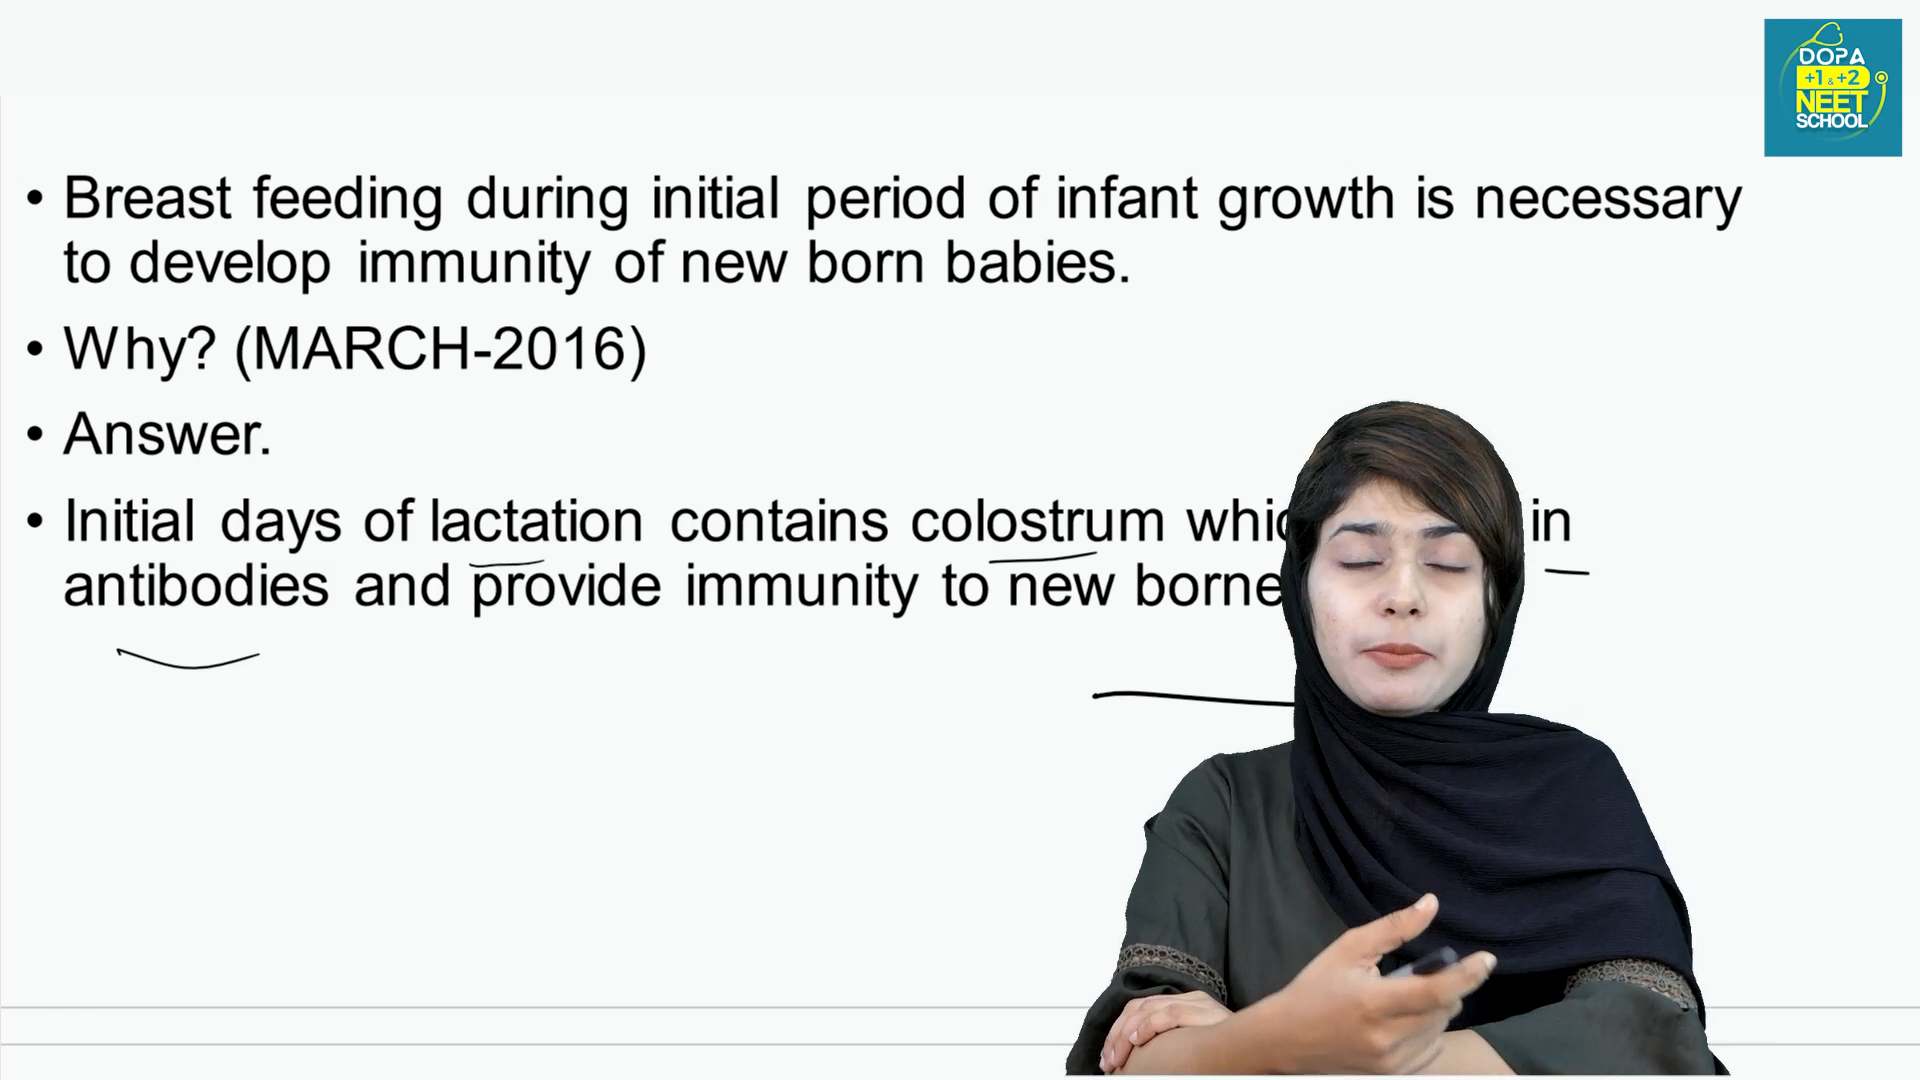 DOPA
+1 & +2
NEET
SCHOOL
• Breast feeding during initial period of infant growth is necessary
to develop immunity of new born babies.
• Why? (MARCH-2016)
• Answer.
• Initial days of lactation contains colostrum in
antibodies and provide immunity to new borne